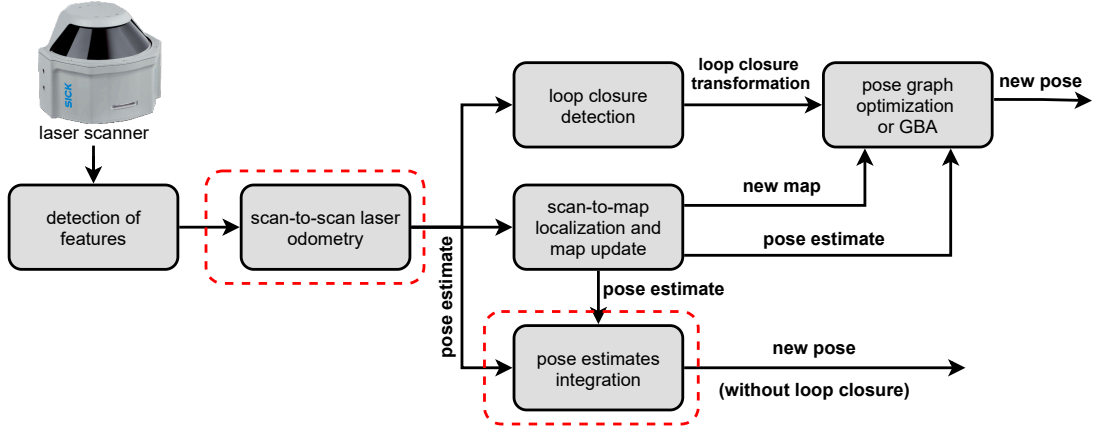 SICK
laser scanner
detection of
features
scan-to-scan laser
odometry
pose estimate
loop closure
detection
loop closure
transformation
pose graph
optimization
or GBA
new pose
scan-to-map
localization and
map update
new map
pose estimate
pose estimate
pose estimates
integration
new pose
(without loop closure)